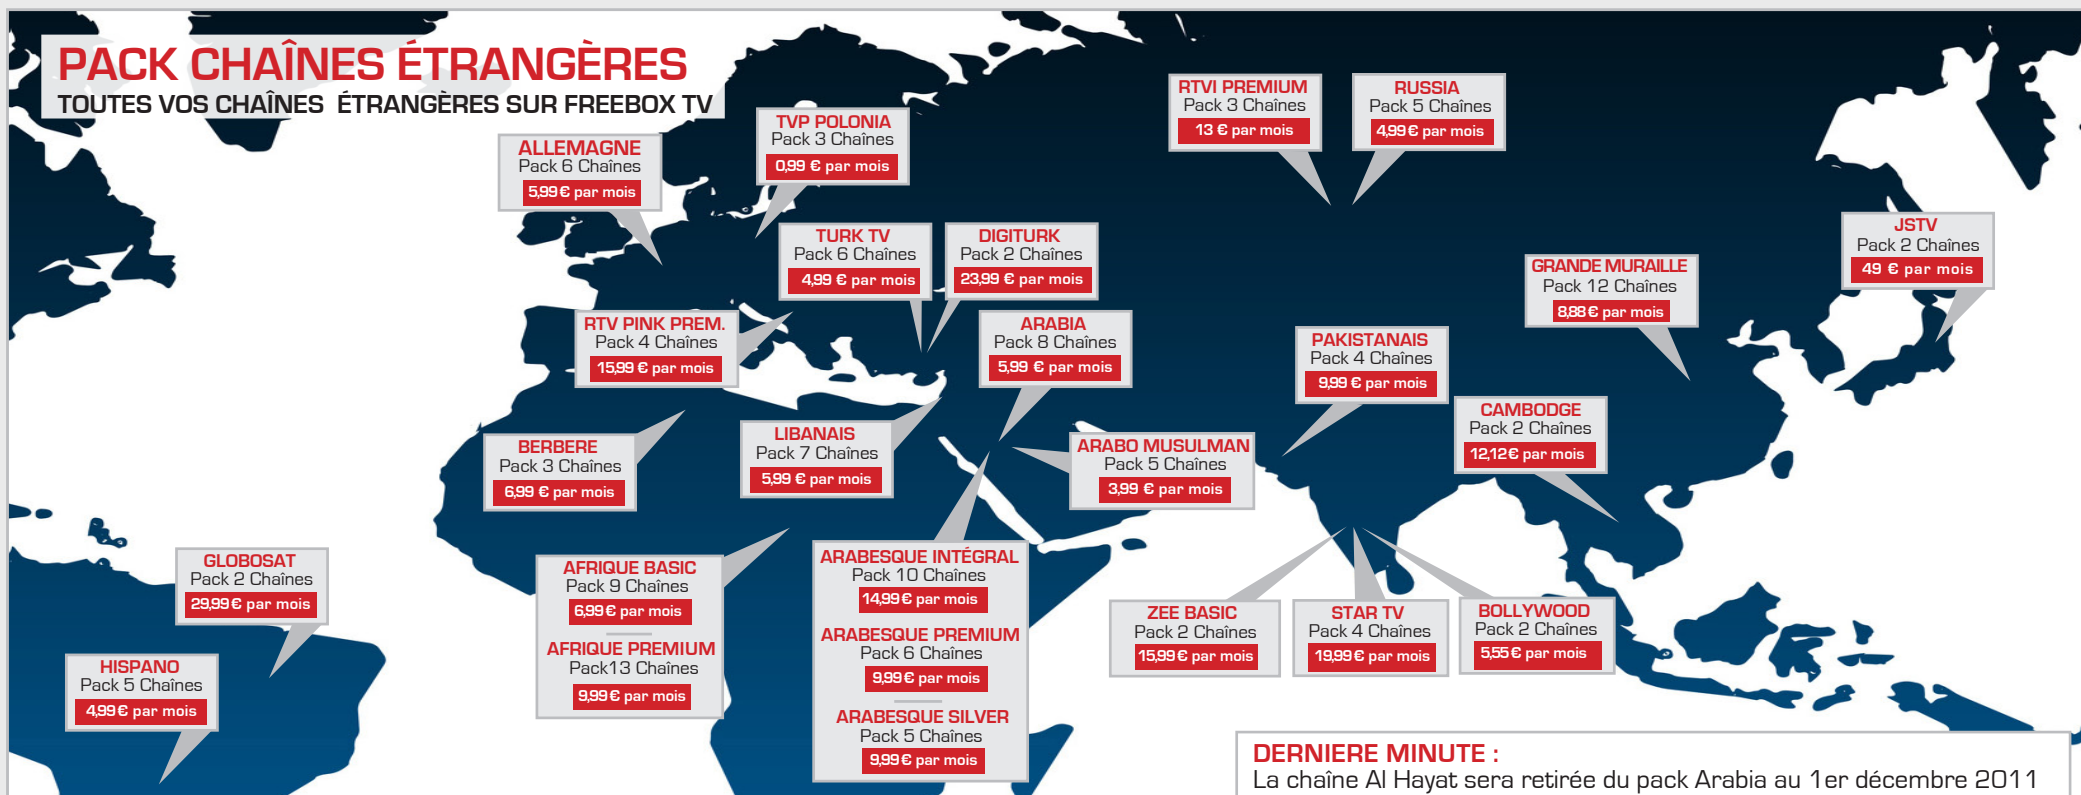 PACK CHAÎNES ÉTRANGÈRES
TOUTES VOS CHAÎNES ÉTRANGÈRES SUR FREEBOX TV
ALLEMAGNE
Pack 6 Chaînes
5,99 € par mois
TVP POLONIA
Pack 3 Chaînes
0,99 € par mois
RTVI PREMIUM
Pack 3 Chaînes
13 € par mois
RUSSIA
Pack 5 Chaînes
4,99 € par mois
TURK TV
Pack 6 Chaînes
4,99 € par mois
DIGITURK
Pack 2 Chaînes
23,99 € par mois
JSTV
Pack 2 Chaînes
49 € par mois
GRANDE MURAILLE
Pack 12 Chaînes
8,88 € par mois
RTV PINK PREM.
Pack 4 Chaînes
15,99 € par mois
ARABIA
Pack 8 Chaînes
5,99 € par mois
PAKISTANAIS
Pack 4 Chaînes
9,99 € par mois
CAMBODGE
Pack 2 Chaînes
12,12 € par mois
BERBERE
Pack 3 Chaînes
6,99 € par mois
LIBANAIS
Pack 7 Chaînes
5,99 € par mois
ARABO MUSULMAN
Pack 5 Chaînes
3,99 € par mois
GLOBOSAT
Pack 2 Chaînes
29,99 € par mois
AFRIQUE BASIC
Pack 9 Chaînes
6,99 € par mois
AFRIQUE PREMIUM
Pack13 Chaînes
9,99 € par mois
ARABESQUE INTÉGRAL
Pack 10 Chaînes
14,99 € par mois
ARABESQUE PREMIUM
Pack 6 Chaînes
9,99 € par mois
ARABESQUE SILVER
Pack 5 Chaînes
9,99 € par mois
ZEE BASIC
Pack 2 Chaînes
15,99 € par mois
STAR TV
Pack 4 Chaînes
19,99 € par mois
BOLLYWOOD
Pack 2 Chaînes
5,55 € par mois
HISPANO
Pack 5 Chaînes
4,99 € par mois
DERNIERE MINUTE :
La chaîne Al Hayat sera retirée du pack Arabia au 1er décembre 2011